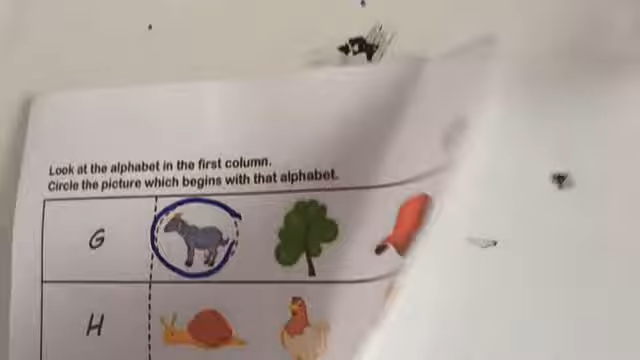 Look at the alphabet in the first column.
Circle the picture which begins with that alphabet.
G
H